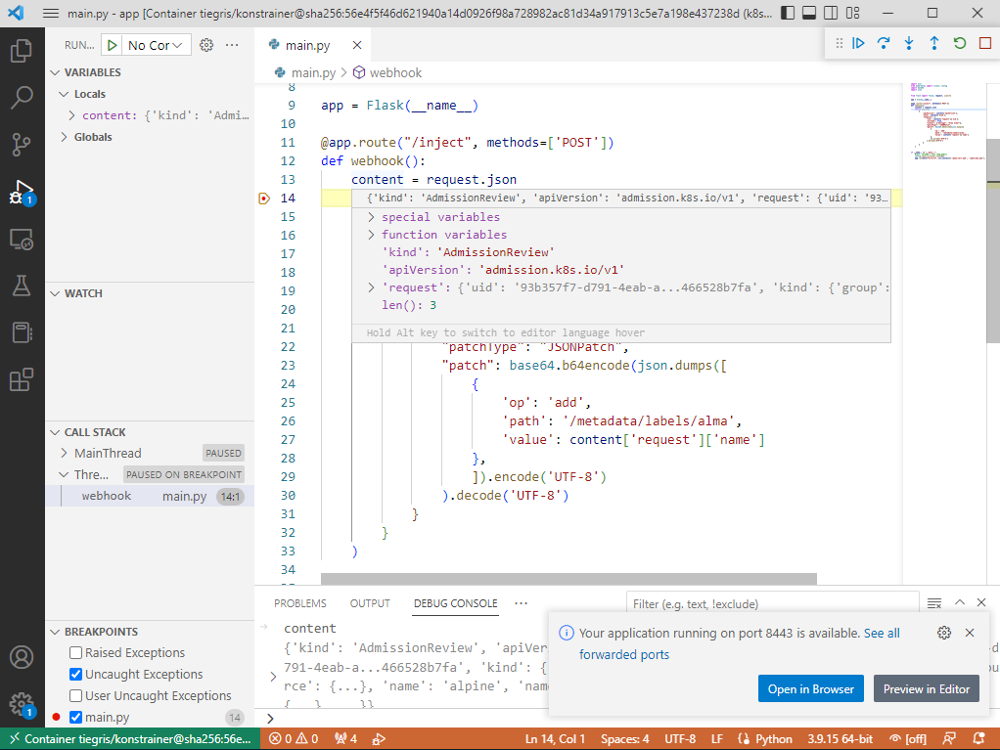 main.py - app [Container tiegris/konstrainer@sha256:56e4f5f46d621940a14d0926f98a728982ac81d34a917913c5e7a198e437238d (k8s...
RUN... No Cor
main.py
main.py > webhook
VARIABLES
Locals
content: {'kind': 'Admi...
Globals
WATCH
CALL STACK
MainThread PAUSED
Thre... PAUSED ON BREAKPOINT
webhook main.py 14:1
BREAKPOINTS
Raised Exceptions
Uncaught Exceptions
User Uncaught Exceptions
main.py 14
1
1
8
9 app = Flask(__name__)
10
11 @app.route("/inject", methods=['POST'])
12 def webhook():
13 content = request.json
14
{'kind': 'AdmissionReview', 'apiVersion': 'admission.k8s.io/v1', 'request': {'uid': '93...
15
> special variables
16
> function variables
17
'kind': 'AdmissionReview'
18
'apiVersion': 'admission.k8s.io/v1'
19
> 'request': {'uid': '93b357f7-d791-4eab-a...466528b7fa', 'kind': {'group':
20
len(): 3
21
Hold Alt key to switch to editor language hover
22 "patchType": "JSONPatch",
23 "patch": base64.b64encode(json.dumps([
24 {
25 'op': 'add',
26 'path': '/metadata/labels/alma',
27 'value': content['request']['name']
28 },
29 ]).encode('UTF-8')
30 ).decode('UTF-8')
31 }
32 }
33 )
34
PROBLEMS OUTPUT DEBUG CONSOLE ...
Filter (e.g. text, !exclude)
content
{'kind': 'AdmissionReview', 'apiVer
791-4eab-a...466528b7fa', 'kind': {
rce': {...}, 'name': 'alpine', 'name
{...}, ...}}
Your application running on port 8443 is available. See all
forwarded ports
Open in Browser
Preview in Editor
Container tiegris/konstrainer@sha256:56e...
0 0 4
Ln 14, Col 1 Spaces: 4 UTF-8 LF Python 3.9.15 64-bit [off]